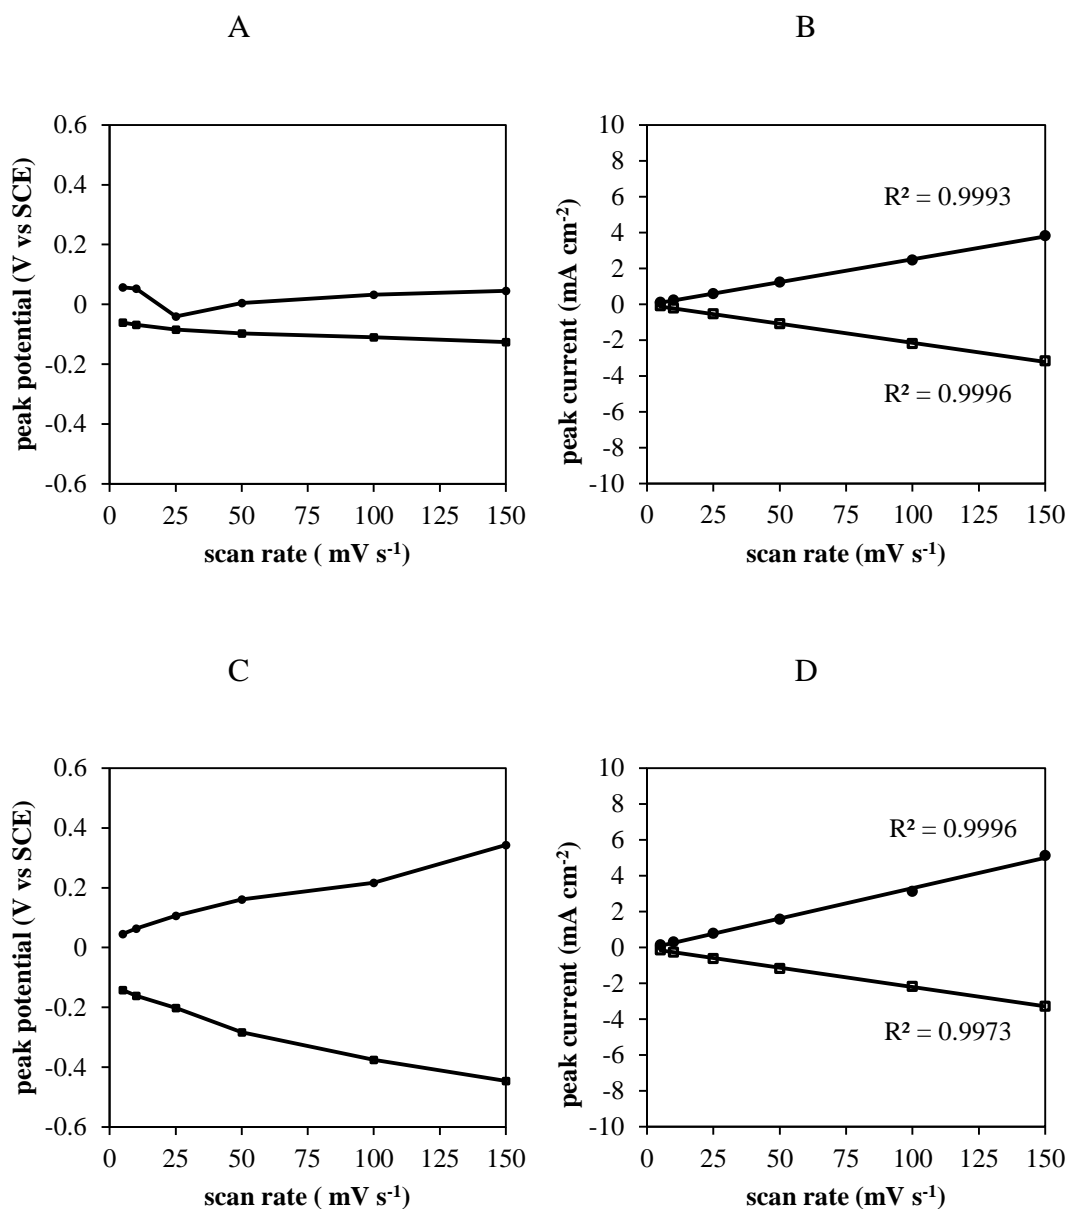 A
B
0.6
0.4
0.2
0
-0.2
-0.4
-0.6
peak potential (V vs SCE)
0 25 50 75 100 125 150
scan rate ( mV s⁻¹)
10
8
6
4
2
0
-2
-4
-6
-8
-10
peak current (mA cm⁻²)
R² = 0.9993
R² = 0.9996
0 25 50 75 100 125 150
scan rate (mV s⁻¹)
C
D
0.6
0.4
0.2
0
-0.2
-0.4
-0.6
peak potential (V vs SCE)
0 25 50 75 100 125 150
scan rate ( mV s⁻¹)
10
8
6
4
2
0
-2
-4
-6
-8
-10
peak current (mA cm⁻²)
R² = 0.9996
R² = 0.9973
0 25 50 75 100 125 150
scan rate (mV s⁻¹)